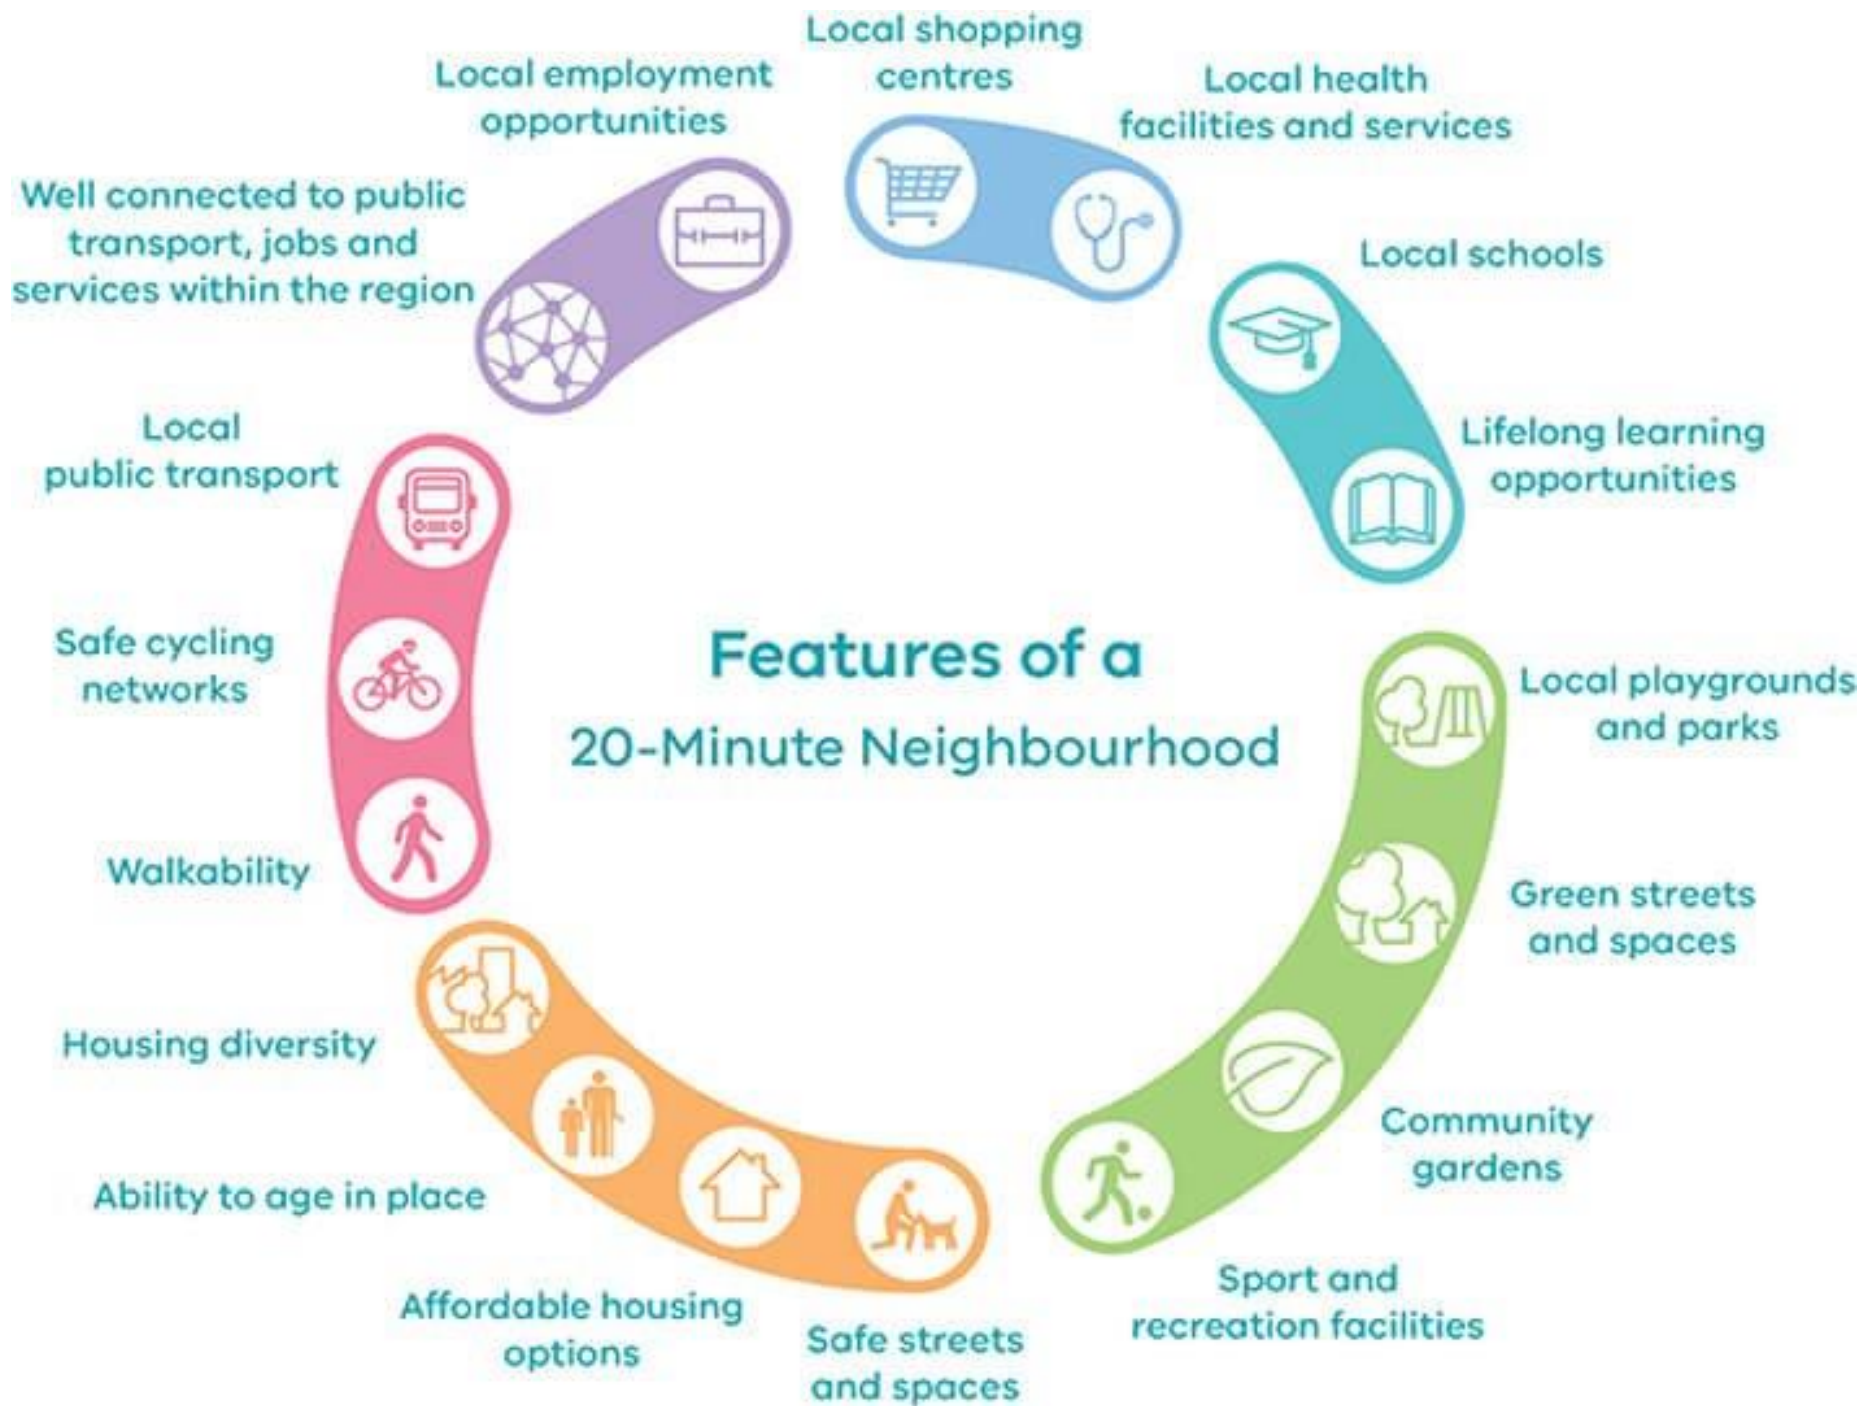 Local shopping
centres
Local health
facilities and services
Local schools
Lifelong learning
opportunities
Local playgrounds
and parks
Green streets
and spaces
Community
gardens
Sport and
recreation facilities
Safe streets
and spaces
Affordable housing
options
Ability to age in place
Housing diversity
Walkability
Safe cycling
networks
Local
public transport
Well connected to public
transport, jobs and
services within the region
Local employment
opportunities
Features of a
20-Minute Neighbourhood